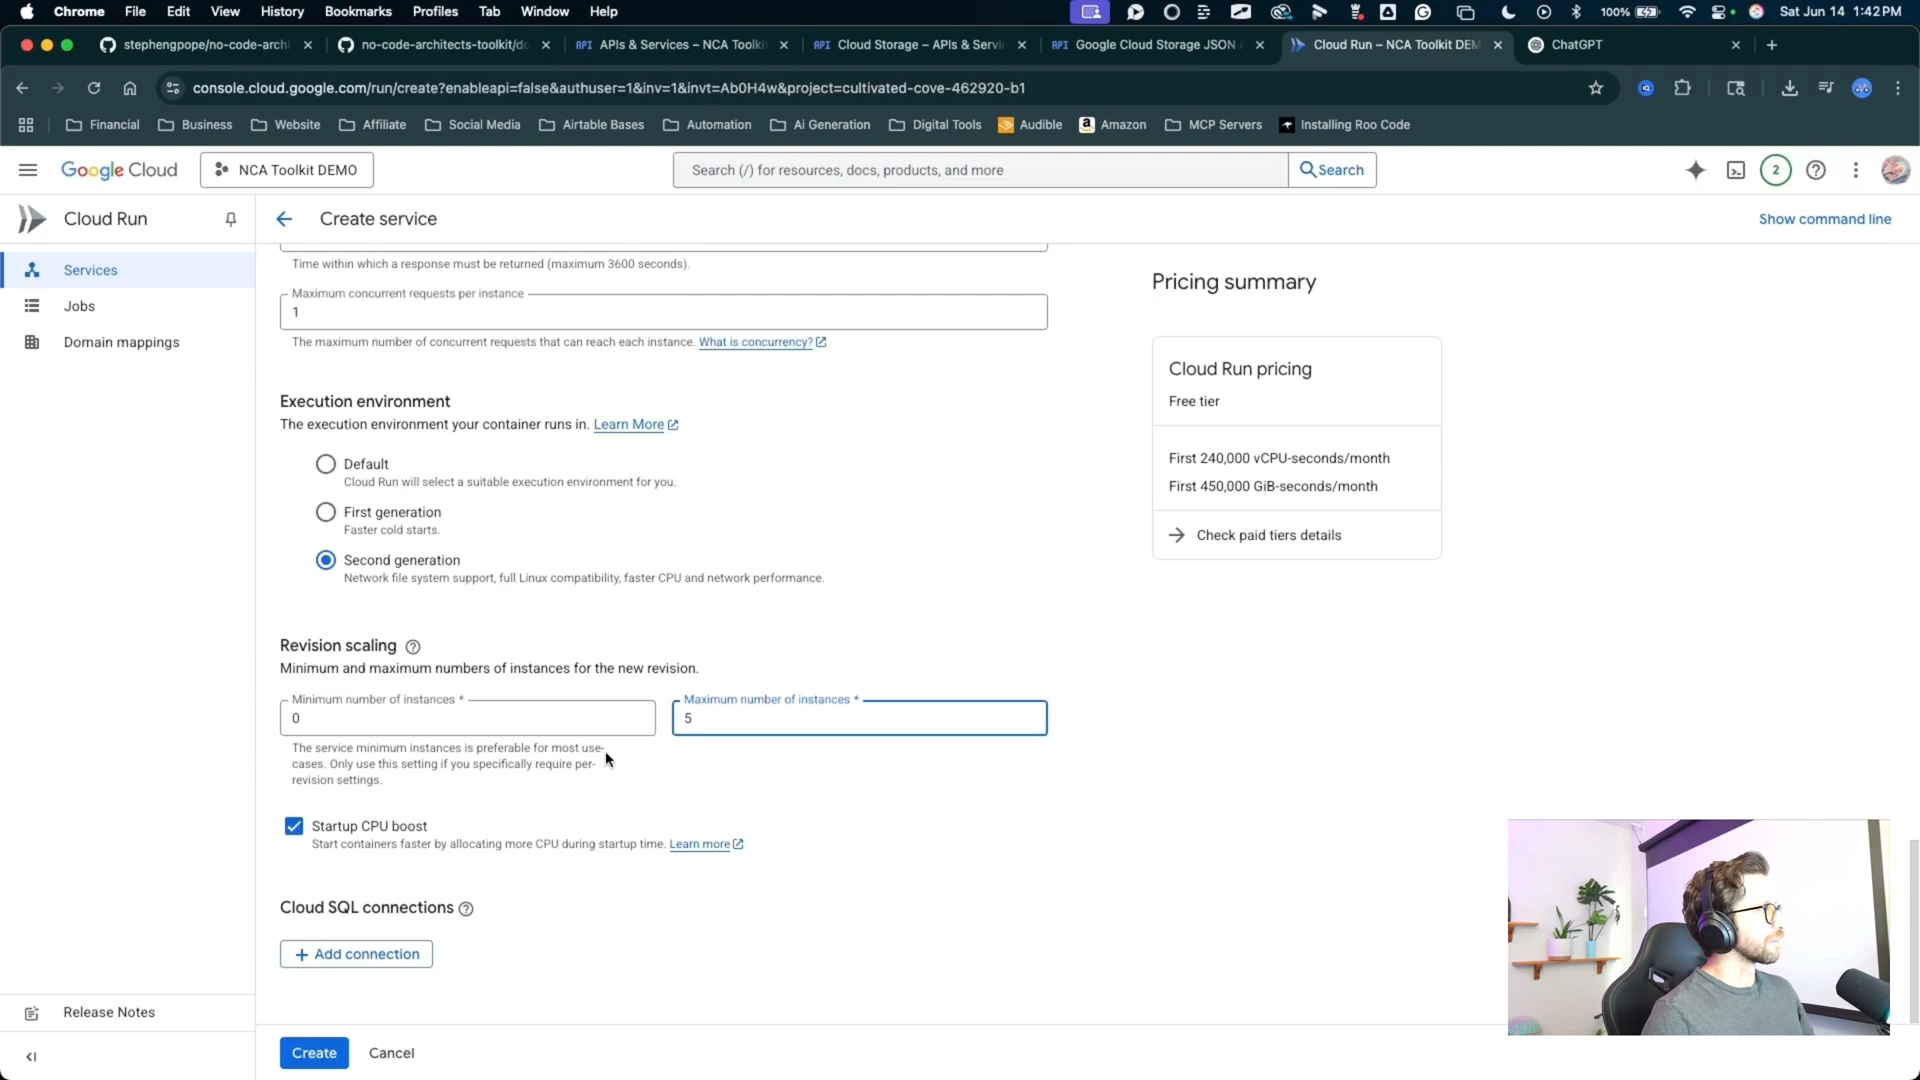 Chrome File Edit View History Bookmarks Profiles Tab Window Help 100% Sat Jun 14 1:42 PM
stephengpope/no-code-archi
no-code-architects-toolkit/do
API APIs & Services – NCA Toolki
API Cloud Storage – APIs & Servi
API Google Cloud Storage JSON
Cloud Run – NCA Toolkit DEM
ChatGPT
console.cloud.google.com/run/create?enableapi=false&authuser=1&inv=1&invt=Ab0H4w&project=cultivated-cove-462920-b1
Financial Business Website Affiliate Social Media Airtable Bases Automation Ai Generation Digital Tools Audible Amazon MCP Servers Installing Roo Code
Google Cloud NCA Toolkit DEMO Search (/) for resources, docs, products, and more Search 2
Cloud Run Create service Show command line
Services
Jobs
Domain mappings
Time within which a response must be returned (maximum 3600 seconds).
Maximum concurrent requests per instance
1
The maximum number of concurrent requests that can reach each instance. What is concurrency?
Execution environment
The execution environment your container runs in. Learn More
Default
Cloud Run will select a suitable execution environment for you.
First generation
Faster cold starts.
Second generation
Network file system support, full Linux compatibility, faster CPU and network performance.
Revision scaling
Minimum and maximum numbers of instances for the new revision.
Minimum number of instances *
0
Maximum number of instances *
5
The service minimum instances is preferable for most use-
cases. Only use this setting if you specifically require per-
revision settings.
Startup CPU boost
Start containers faster by allocating more CPU during startup time. Learn more
Cloud SQL connections
Add connection
Create Cancel
Pricing summary
Cloud Run pricing
Free tier
First 240,000 vCPU-seconds/month
First 450,000 GiB-seconds/month
Check paid tiers details
Release Notes